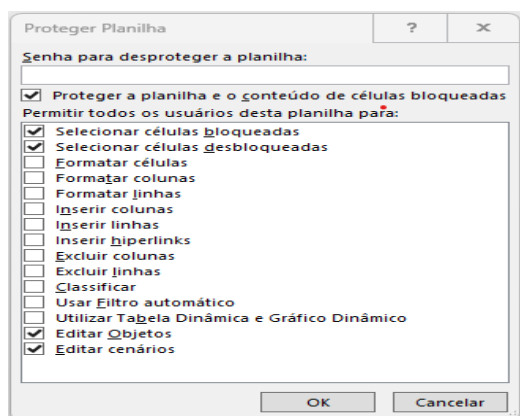 Proteger Planilha ? ×
Senha para desproteger a planilha:
Proteger a planilha e o conteúdo de células bloqueadas
Permitir todos os usuários desta planilha para:
Selecionar células bloqueadas
Selecionar células desbloqueadas
Formatar células
Formatar colunas
Formatar linhas
Inserir colunas
Inserir linhas
Inserir hiperlinks
Excluir colunas
Excluir linhas
Classificar
Usar Filtro automático
Utilizar Tabela Dinâmica e Gráfico Dinâmico
Editar Objetos
Editar cenários
OK Cancelar